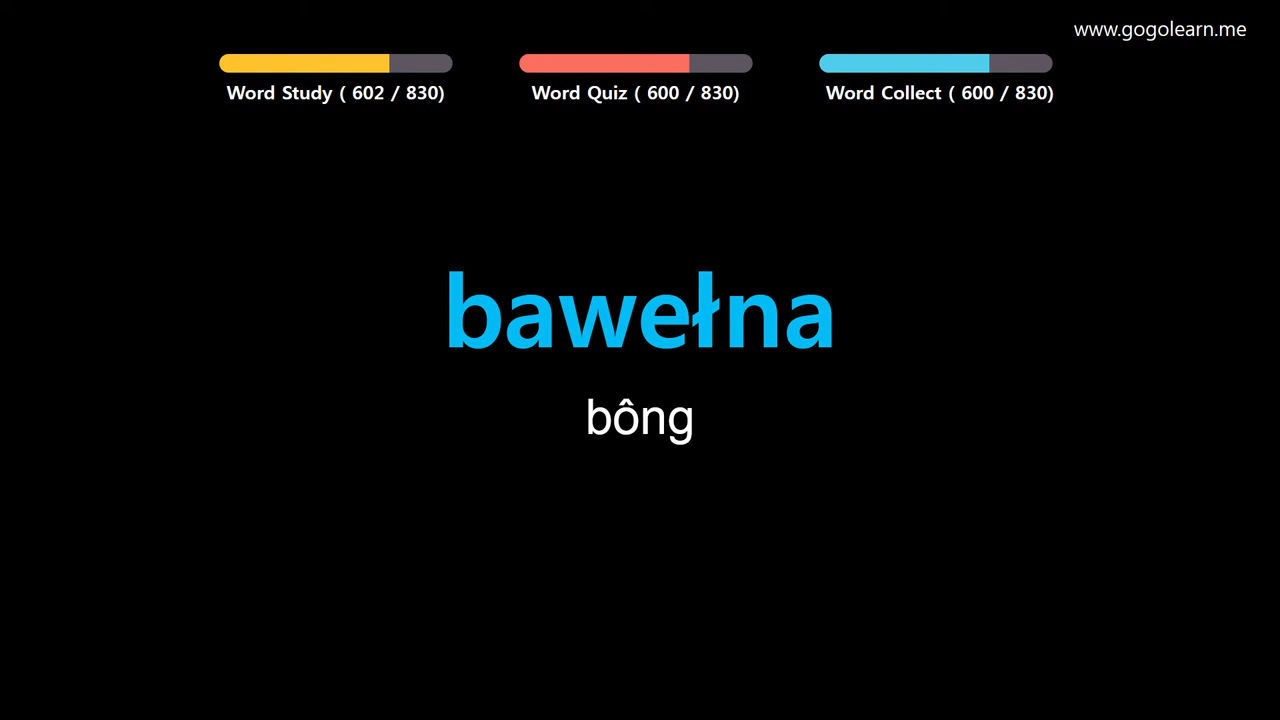 www.gogolearn.me
Word Study ( 602 / 830)
Word Quiz ( 600 / 830)
Word Collect ( 600 / 830)
bawełna
bông